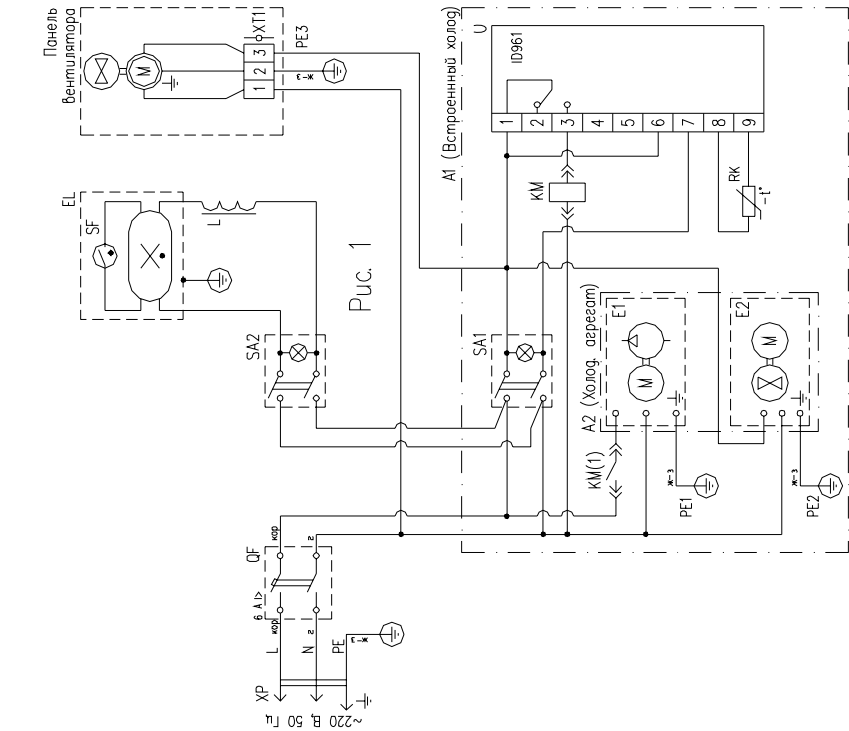 Панель
вентилятора
M
1
2
3
XT1
PE3
ж-з
EL
SF
L
Рис. 1
A1 (Встроеннный холод)
U
ID961
1
2
3
4
5
6
7
8
9
KM
RK
-t°
SA2
SA1
A2 (Холод. агрегат)
E1
M
E2
M
KM(1)
ж-з
PE1
ж-з
PE2
QF
кор
г
6 A I>
кор
г
L
N
PE
ж-з
XP
~220 В, 50 Гц